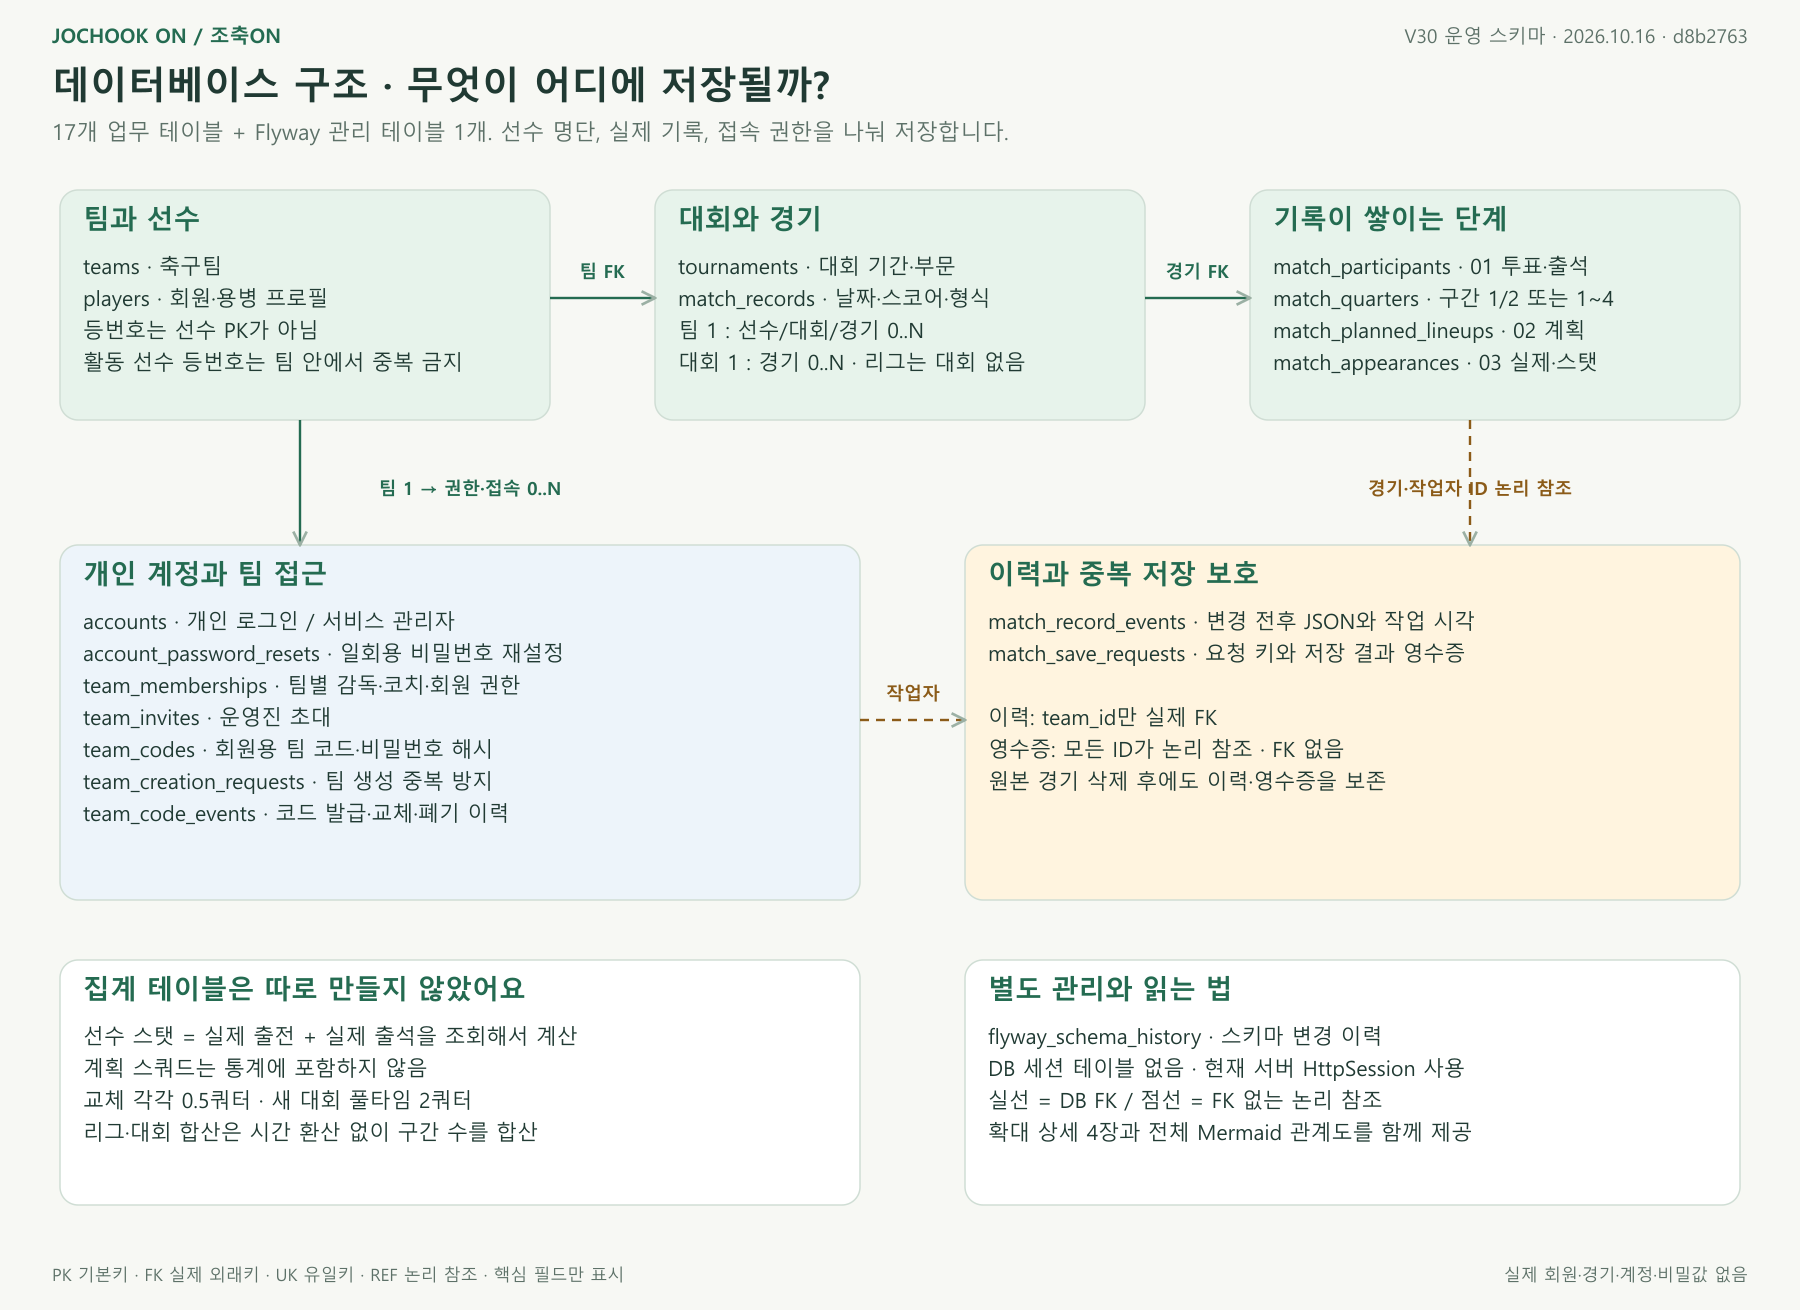 JOCHOOK ON / 조축ON
V30 운영 스키마 · 2026.10.16 · d8b2763
데이터베이스 구조 · 무엇이 어디에 저장될까?
17개 업무 테이블 + Flyway 관리 테이블 1개. 선수 명단, 실제 기록, 접속 권한을 나눠 저장합니다.
팀과 선수
teams · 축구팀
players · 회원·용병 프로필
등번호는 선수 PK가 아님
활동 선수 등번호는 팀 안에서 중복 금지
팀 FK
대회와 경기
tournaments · 대회 기간·부문
match_records · 날짜·스코어·형식
팀 1 : 선수/대회/경기 0..N
대회 1 : 경기 0..N · 리그는 대회 없음
경기 FK
기록이 쌓이는 단계
match_participants · 01 투표·출석
match_quarters · 구간 1/2 또는 1~4
match_planned_lineups · 02 계획
match_appearances · 03 실제·스탯
팀 1 → 권한·접속 0..N
경기·작업자 ID 논리 참조
개인 계정과 팀 접근
accounts · 개인 로그인 / 서비스 관리자
account_password_resets · 일회용 비밀번호 재설정
team_memberships · 팀별 감독·코치·회원 권한
team_invites · 운영진 초대
team_codes · 회원용 팀 코드·비밀번호 해시
team_creation_requests · 팀 생성 중복 방지
team_code_events · 코드 발급·교체·폐기 이력
작업자
이력과 중복 저장 보호
match_record_events · 변경 전후 JSON와 작업 시각
match_save_requests · 요청 키와 저장 결과 영수증
이력: team_id만 실제 FK
영수증: 모든 ID가 논리 참조 · FK 없음
원본 경기 삭제 후에도 이력·영수증을 보존
집계 테이블은 따로 만들지 않았어요
선수 스탯 = 실제 출전 + 실제 출석을 조회해서 계산
계획 스쿼드는 통계에 포함하지 않음
교체 각각 0.5쿼터 · 새 대회 풀타임 2쿼터
리그·대회 합산은 시간 환산 없이 구간 수를 합산
별도 관리와 읽는 법
flyway_schema_history · 스키마 변경 이력
DB 세션 테이블 없음 · 현재 서버 HttpSession 사용
실선 = DB FK / 점선 = FK 없는 논리 참조
확대 상세 4장과 전체 Mermaid 관계도를 함께 제공
PK 기본키 · FK 실제 외래키 · UK 유일키 · REF 논리 참조 · 핵심 필드만 표시
실제 회원·경기·계정·비밀값 없음